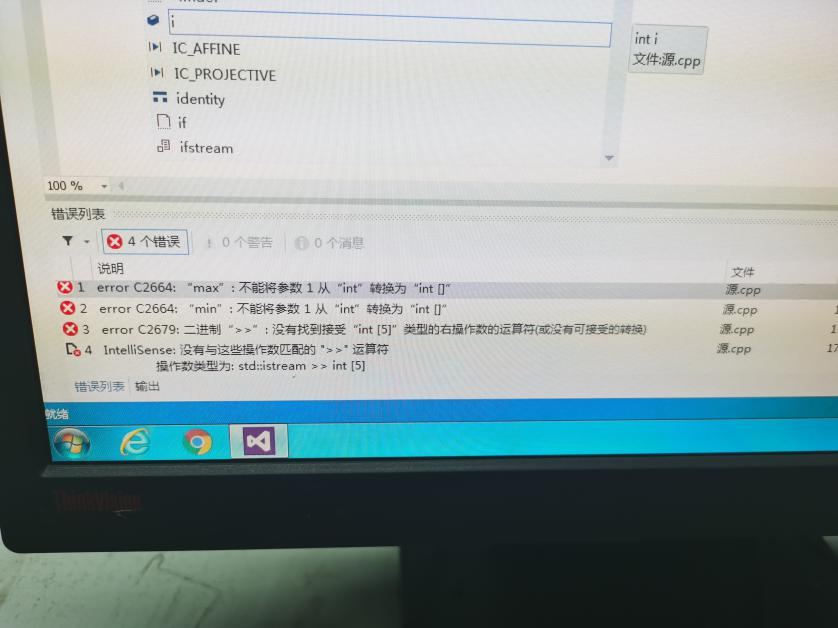 i
int i
文件:源.cpp
IC_AFFINE
IC_PROJECTIVE
identity
if
ifstream
100 %
错误列表
4 个错误
0 个警告
0 个消息
说明
文件
1 error C2664: “max”: 不能将参数 1 从“int”转换为“int []”
源.cpp
2 error C2664: “min”: 不能将参数 1 从“int”转换为“int []”
源.cpp
3 error C2679: 二进制“>>”: 没有找到接受“int [5]”类型的右操作数的运算符(或没有可接受的转换)
源.cpp
4 IntelliSense: 没有与这些操作数匹配的 ">>" 运算符
源.cpp
17
操作数类型为: std::istream >> int [5]
错误列表 输出
就绪
ThinkVision